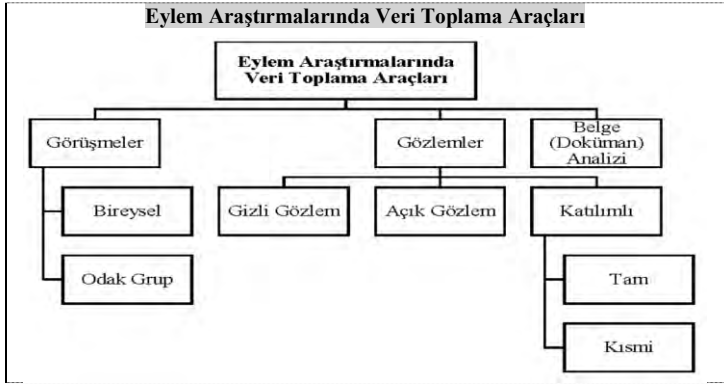 Eylem Araştırmalarında Veri Toplama Araçları
Eylem Araştırmalarında
Veri Toplama Araçları
Görüşmeler
Gözlemler
Belge
(Doküman)
Analizi
Bireysel
Gizli Gözlem
Açık Gözlem
Katılımlı
Odak Grup
Tam
Kısmi